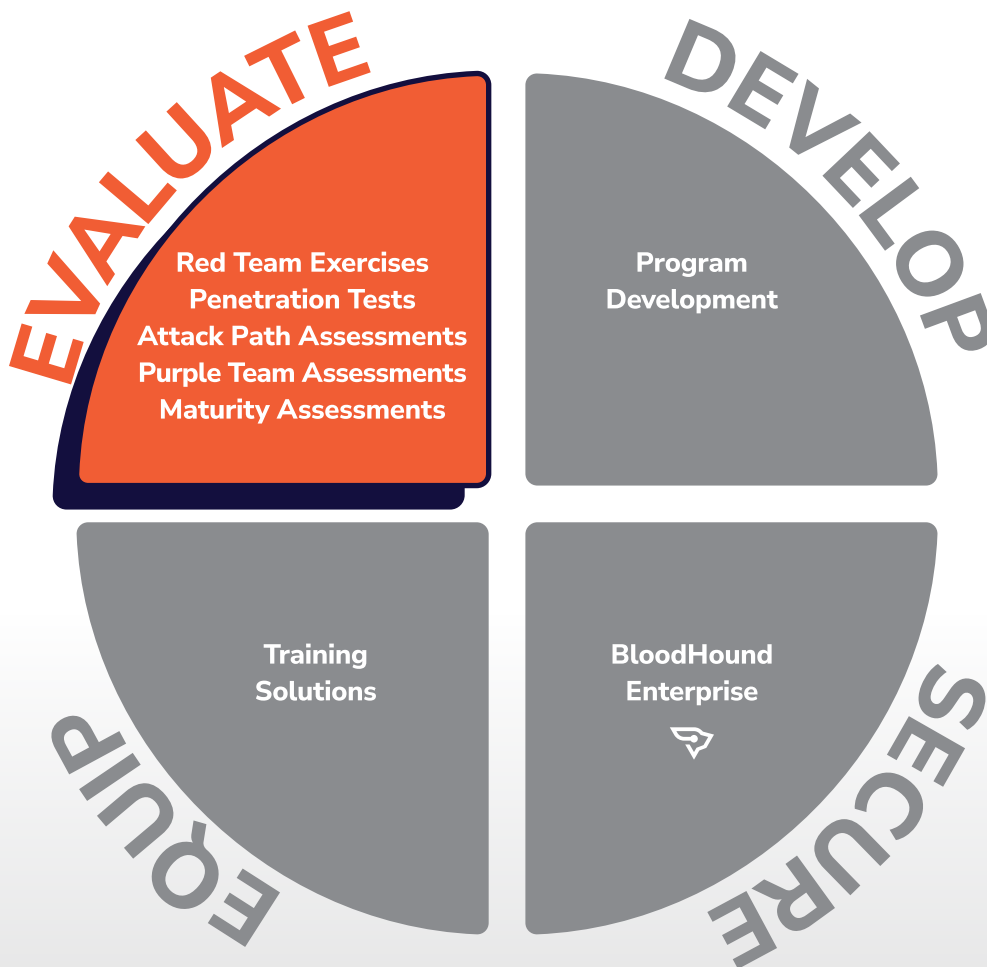 EVALUATE
Red Team Exercises
Penetration Tests
Attack Path Assessments
Purple Team Assessments
Maturity Assessments
DEVELOP
Program
Development
EQUIP
Training
Solutions
SECURE
BloodHound
Enterprise